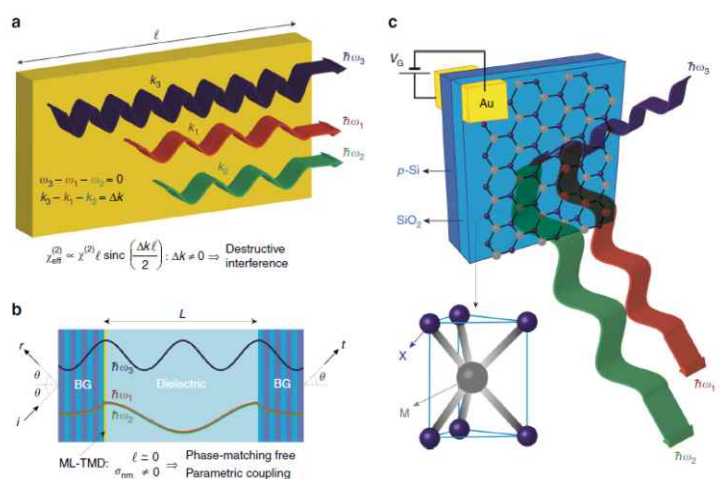 a
ℓ
ħω3
k3
k1
ħω1
k2
ħω2
ω3 – ω1 – ω2 = 0
k3 – k1 – k2 = Δk
χeff(2) ∝ χ(2) ℓ sinc (Δkℓ/2) : Δk ≠ 0 ⇒ Destructive interference
b
L
r
t
θ
θ
θ
i
BG
ħω3
Dielectric
BG
ħω1
ħω2
ML-TMD: ℓ ≃ 0 ⇒ Phase-matching free
σnm ≠ 0 Parametric coupling
c
VG
Au
ħω3
p-Si
SiO2
X
M
ħω1
ħω2